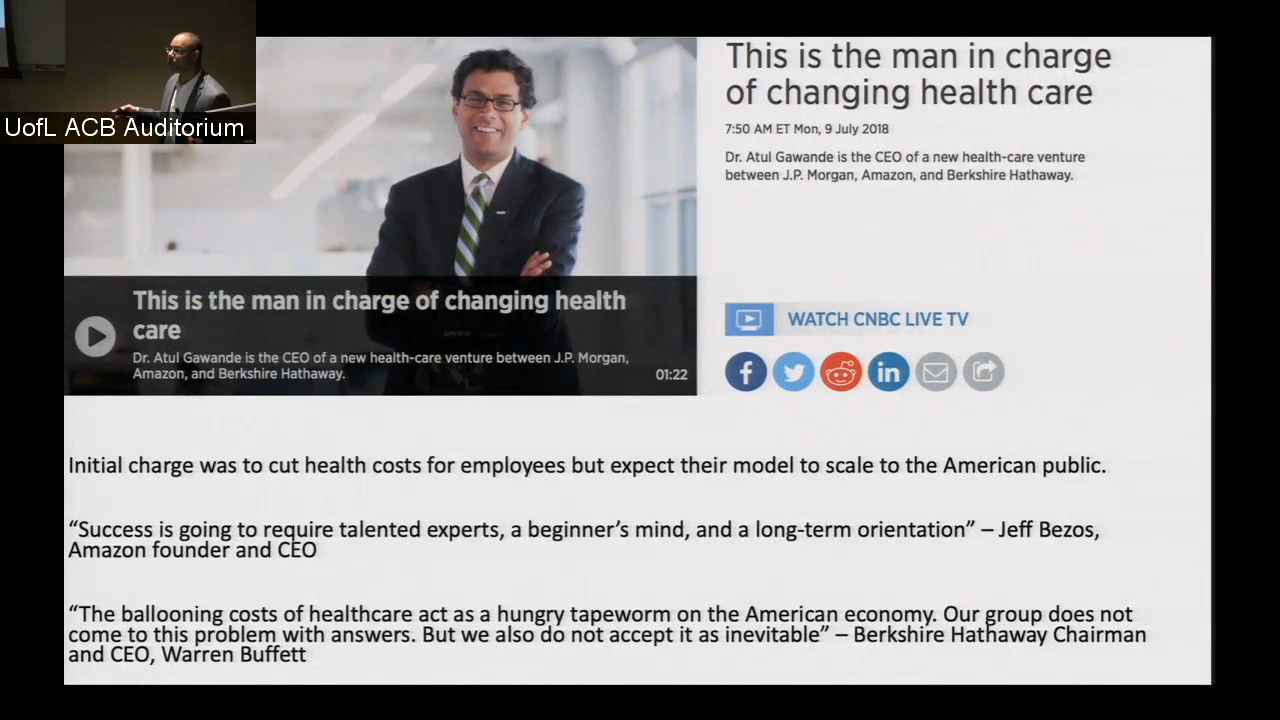 UofL ACB Auditorium
This is the man in charge
of changing health care
7:50 AM ET Mon, 9 July 2018
Dr. Atul Gawande is the CEO of a new health-care venture
between J.P. Morgan, Amazon, and Berkshire Hathaway.
This is the man in charge of changing health
care
Dr. Atul Gawande is the CEO of a new health-care venture between J.P. Morgan,
Amazon, and Berkshire Hathaway.
01:22
WATCH CNBC LIVE TV
Initial charge was to cut health costs for employees but expect their model to scale to the American public.
“Success is going to require talented experts, a beginner’s mind, and a long-term orientation” – Jeff Bezos,
Amazon founder and CEO
“The ballooning costs of healthcare act as a hungry tapeworm on the American economy. Our group does not
come to this problem with answers. But we also do not accept it as inevitable” – Berkshire Hathaway Chairman
and CEO, Warren Buffett